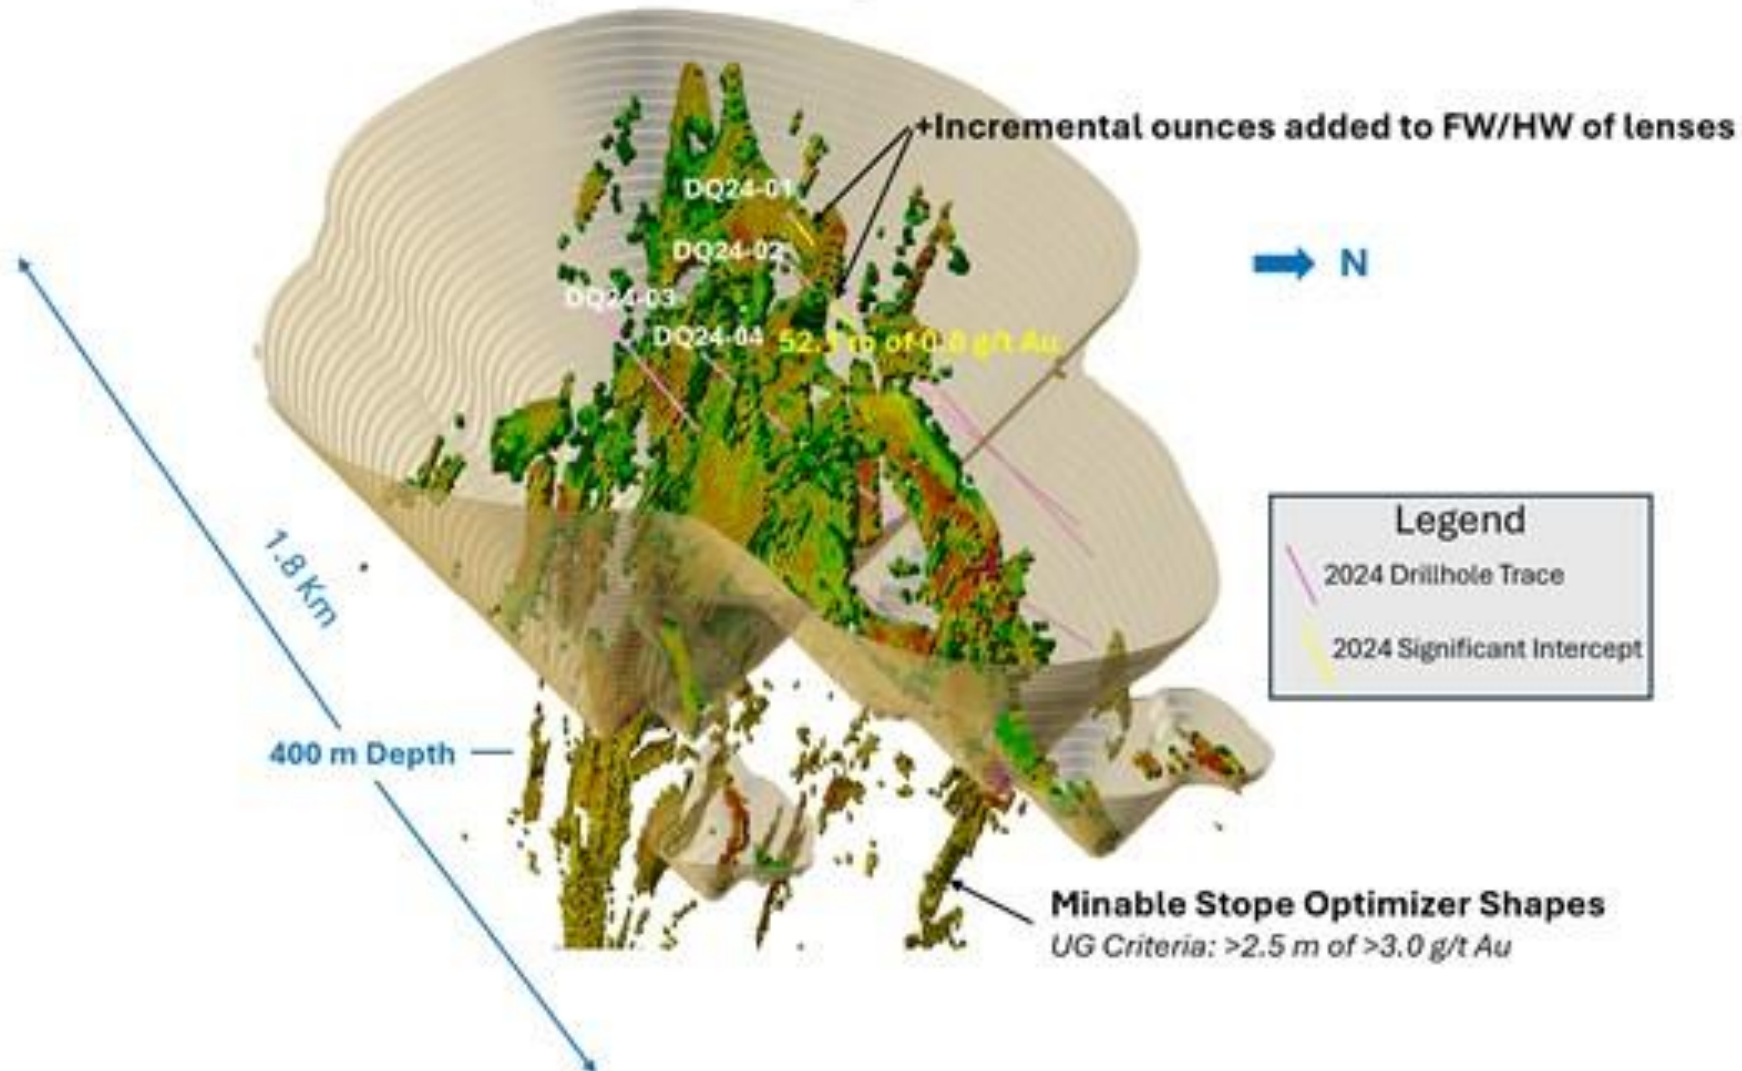 +Incremental ounces added to FW/HW of lenses
DQ24-01
DQ24-02
N
DQ24-03
DQ24-04
m of g/t Au
Legend
2024 Drillhole Trace
2024 Significant Intercept
1.8 Km
400 m Depth
Minable Stope Optimizer Shapes
UG Criteria: >2.5 m of >3.0 g/t Au